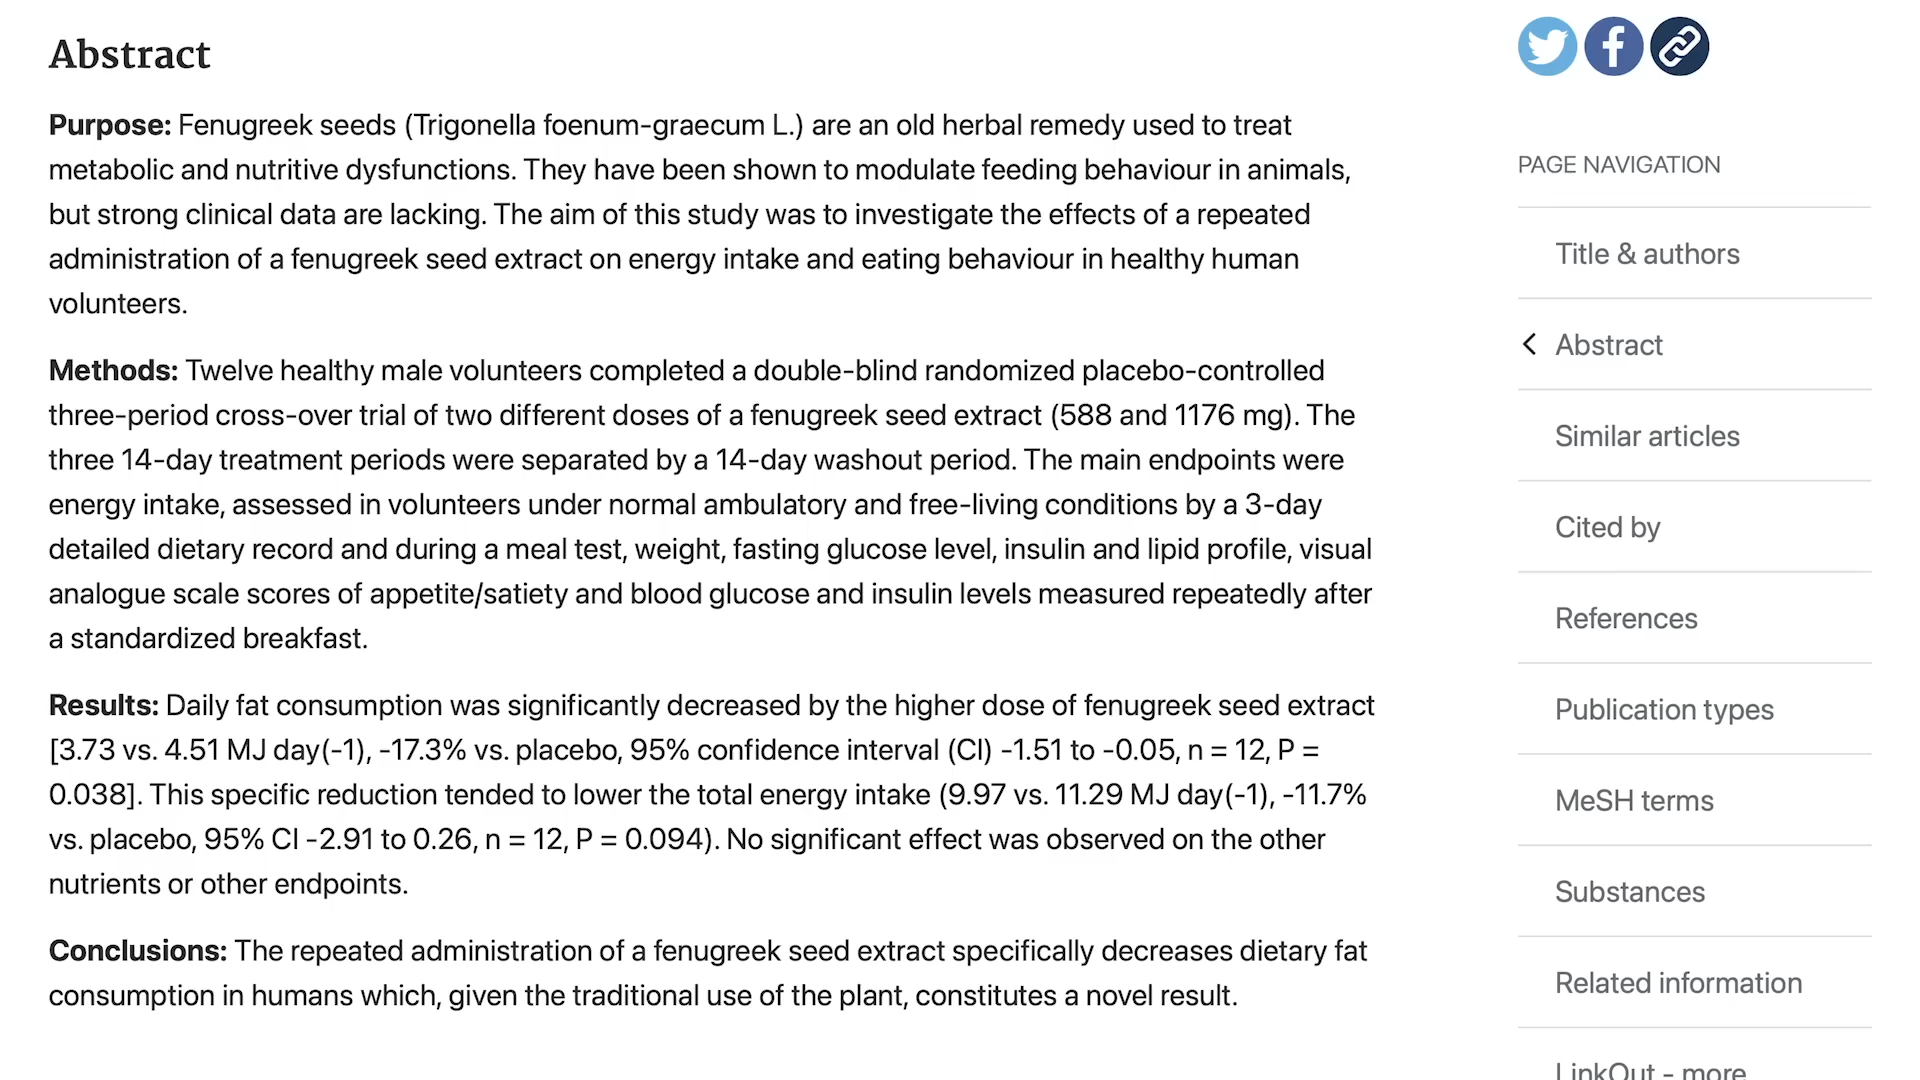 Abstract
Purpose: Fenugreek seeds (Trigonella foenum-graecum L.) are an old herbal remedy used to treat
metabolic and nutritive dysfunctions. They have been shown to modulate feeding behaviour in animals,
but strong clinical data are lacking. The aim of this study was to investigate the effects of a repeated
administration of a fenugreek seed extract on energy intake and eating behaviour in healthy human
volunteers.
Methods: Twelve healthy male volunteers completed a double-blind randomized placebo-controlled
three-period cross-over trial of two different doses of a fenugreek seed extract (588 and 1176 mg). The
three 14-day treatment periods were separated by a 14-day washout period. The main endpoints were
energy intake, assessed in volunteers under normal ambulatory and free-living conditions by a 3-day
detailed dietary record and during a meal test, weight, fasting glucose level, insulin and lipid profile, visual
analogue scale scores of appetite/satiety and blood glucose and insulin levels measured repeatedly after
a standardized breakfast.
Results: Daily fat consumption was significantly decreased by the higher dose of fenugreek seed extract
[3.73 vs. 4.51 MJ day(-1), -17.3% vs. placebo, 95% confidence interval (CI) -1.51 to -0.05, n = 12, P =
0.038]. This specific reduction tended to lower the total energy intake (9.97 vs. 11.29 MJ day(-1), -11.7%
vs. placebo, 95% CI -2.91 to 0.26, n = 12, P = 0.094). No significant effect was observed on the other
nutrients or other endpoints.
Conclusions: The repeated administration of a fenugreek seed extract specifically decreases dietary fat
consumption in humans which, given the traditional use of the plant, constitutes a novel result.
PAGE NAVIGATION
Title & authors
Abstract
Similar articles
Cited by
References
Publication types
MeSH terms
Substances
Related information
LinkOut - more